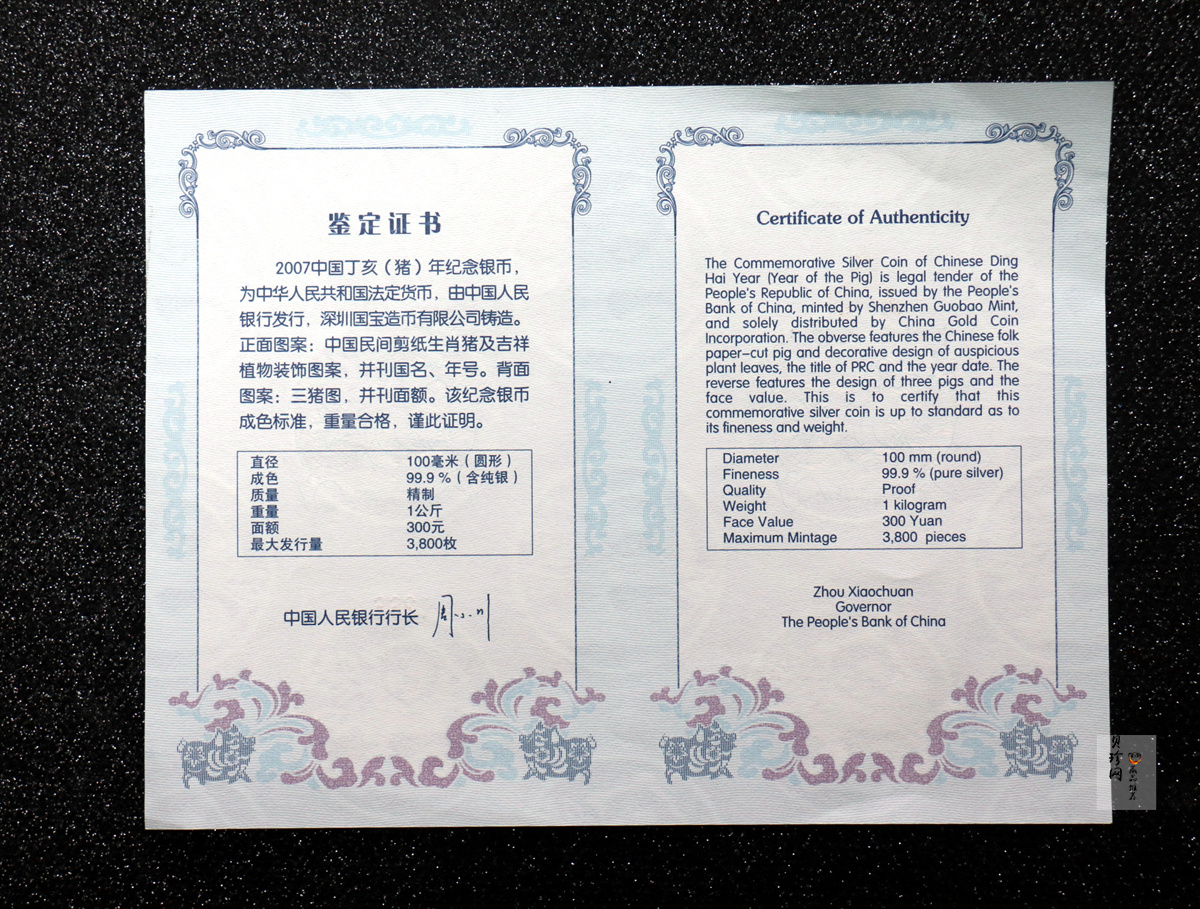 鉴定证书
2007中国丁亥（猪）年纪念银币，
为中华人民共和国法定货币，由中国人民
银行发行，深圳国宝造币有限公司铸造。
正面图案：中国民间剪纸生肖猪及吉祥
植物装饰图案，并刊国名、年号。背面
图案：三猪图，并刊面额。该纪念银币
成色标准，重量合格，谨此证明。
直径 100毫米（圆形）
成色 99.9％（含纯银）
质量 精制
重量 1公斤
面额 300元
最大发行量 3,800枚
中国人民银行行长 周小川
Certificate of Authenticity
The Commemorative Silver Coin of Chinese Ding
Hai Year (Year of the Pig) is legal tender of the
People's Republic of China, issued by the People's
Bank of China, minted by Shenzhen Guobao Mint,
and solely distributed by China Gold Coin
Incorporation. The obverse features the Chinese folk
paper-cut pig and decorative design of auspicious
plant leaves, the title of PRC and the year date. The
reverse features the design of three pigs and the
face value. This is to certify that this
commemorative silver coin is up to standard as to
its fineness and weight.
Diameter 100 mm (round)
Fineness 99.9 % (pure silver)
Quality Proof
Weight 1 kilogram
Face Value 300 Yuan
Maximum Mintage 3,800 pieces
Zhou Xiaochuan
Governor
The People's Bank of China